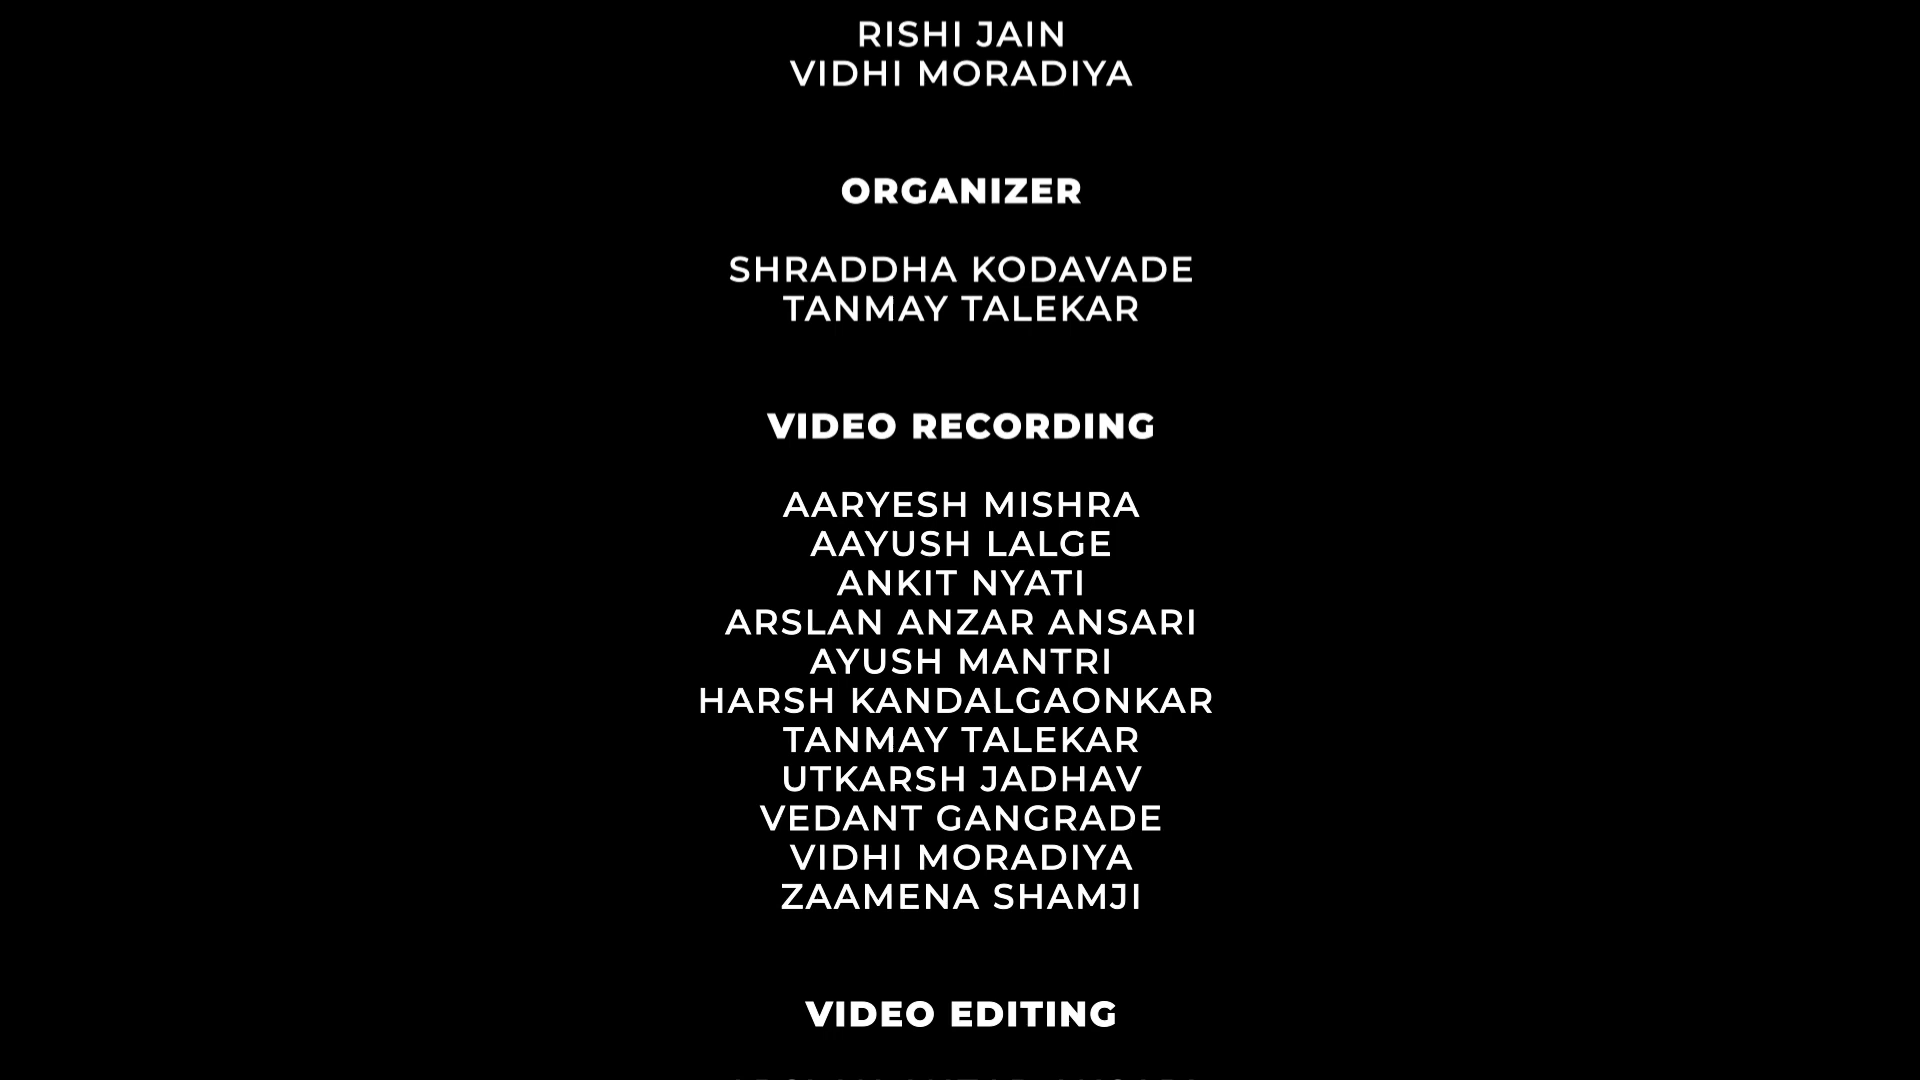 RISHI JAIN
VIDHI MORADIYA
ORGANIZER
SHRADDHA KODAVADE
TANMAY TALEKAR
VIDEO RECORDING
AARYESH MISHRA
AAYUSH LALGE
ANKIT NYATI
ARSLAN ANZAR ANSARI
AYUSH MANTRI
HARSH KANDALGAONKAR
TANMAY TALEKAR
UTKARSH JADHAV
VEDANT GANGRADE
VIDHI MORADIYA
ZAAMENA SHAMJI
VIDEO EDITING